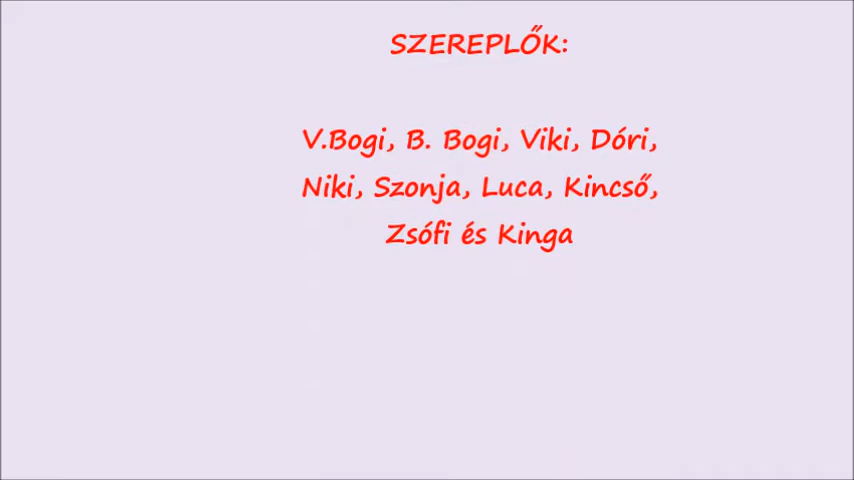 SZEREPLŐK:
V.Bogi, B. Bogi, Viki, Dóri,
Niki, Szonja, Luca, Kincső,
Zsófi és Kinga